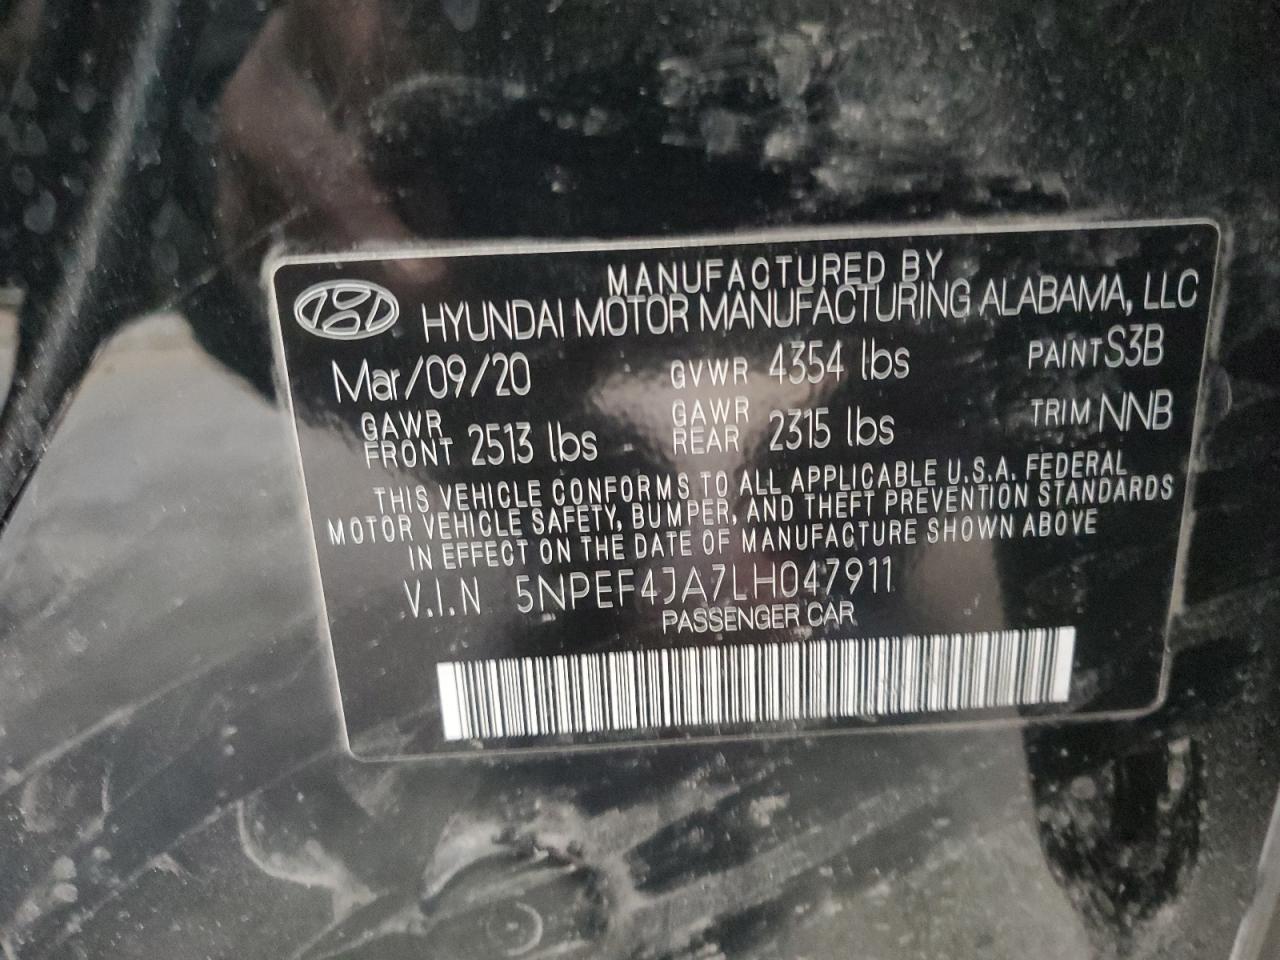 MANUFACTURED BY
HYUNDAI MOTOR MANUFACTURING ALABAMA, LLC
Mar/09/20 GVWR 4354 lbs PAINT S3B
GAWR FRONT 2513 lbs GAWR REAR 2315 lbs TRIM NNB
THIS VEHICLE CONFORMS TO ALL APPLICABLE U.S.A. FEDERAL
MOTOR VEHICLE SAFETY, BUMPER, AND THEFT PREVENTION STANDARDS
IN EFFECT ON THE DATE OF MANUFACTURE SHOWN ABOVE
V.I.N 5NPEF4JA7LH047911
PASSENGER CAR